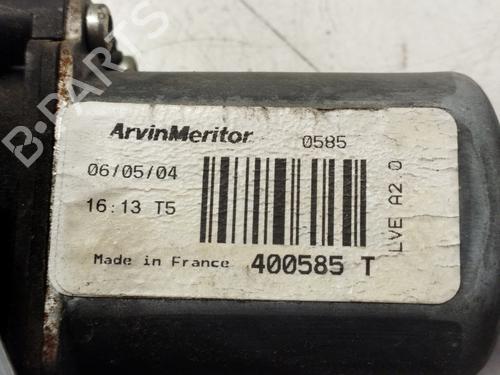 B-PARTS
ArvinMeritor 0585
06/05/04
16:13 T5
LVE A2.0
Made in France 400585 T